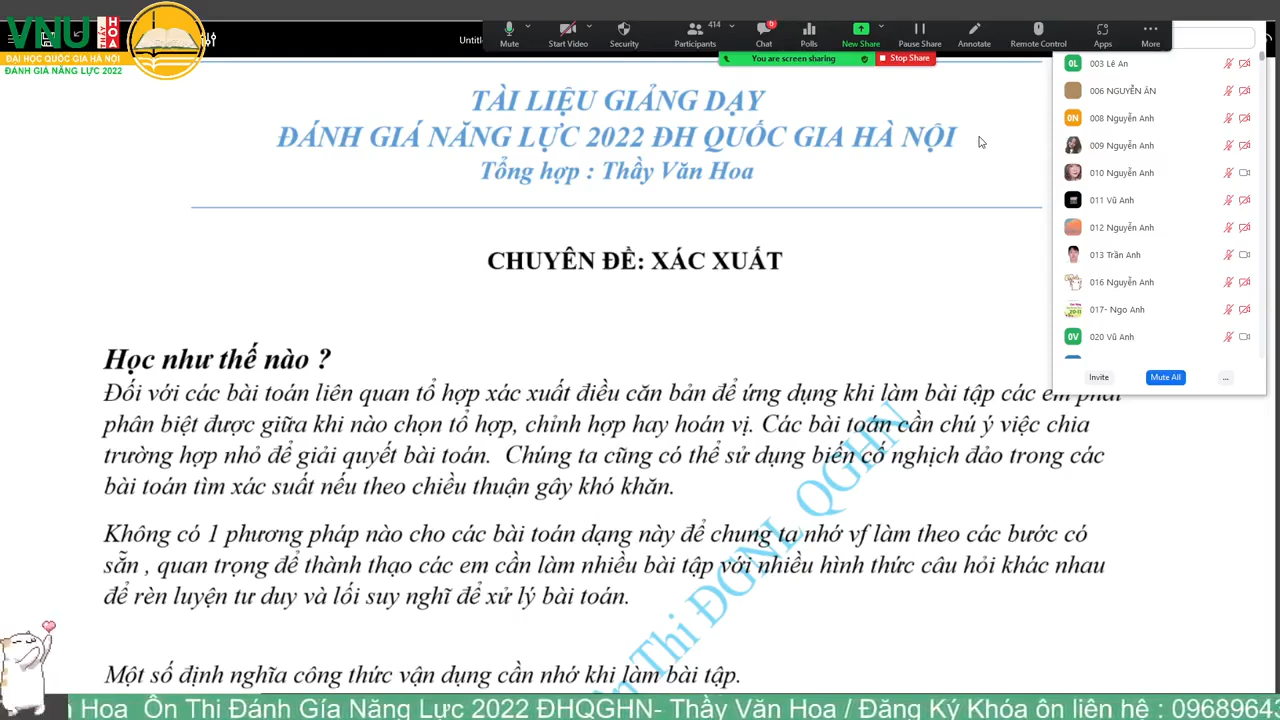 VNU HOA
ĐẠI HỌC QUỐC GIA HÀ NỘI
ĐÁNH GIÁ NĂNG LỰC 2022
Mute
Start Video
Security
414
Participants
Chat
Polls
New Share
Pause Share
Annotate
Remote Control
Apps
More
You are screen sharing
Stop Share
TÀI LIỆU GIẢNG DẠY
ĐÁNH GIÁ NĂNG LỰC 2022 ĐH QUỐC GIA HÀ NỘI
Tổng hợp : Thầy Văn Hoa
0L 003 Lê An
006 NGUYỄN ÂN
0N 008 Nguyễn Anh
009 Nguyễn Anh
010 Nguyễn Anh
011 Vũ Anh
012 Nguyễn Anh
013 Trần Anh
016 Nguyễn Anh
017- Ngo Anh
0V 020 Vũ Anh
Invite
Mute All
...
CHUYÊN ĐỀ: XÁC XUẤT
Học như thế nào ?
Đối với các bài toán liên quan tổ hợp xác xuất điều căn bản để ứng dụng khi làm bài tập các em phải
phân biệt được giữa khi nào chọn tổ hợp, chỉnh hợp hay hoán vị. Các bài toán cần chú ý việc chia
trường hợp nhỏ để giải quyết bài toán. Chúng ta cũng có thể sử dụng biến cố nghịch đảo trong các
bài toán tìm xác suất nếu theo chiều thuận gây khó khăn.
Không có 1 phương pháp nào cho các bài toán dạng này để chung ta nhớ vf làm theo các bước có
sẵn , quan trọng để thành thạo các em cần làm nhiều bài tập với nhiều hình thức câu hỏi khác nhau
để rèn luyện tư duy và lối suy nghĩ để xử lý bài toán.
Một số định nghĩa công thức vận dụng cần nhớ khi làm bài tập.
Thi ĐGNL QGHN
Hoa Ôn Thi Đánh Gía Năng Lực 2022 ĐHQGHN- Thầy Văn Hoa / Đăng Ký Khóa ôn liên hệ : 09689643